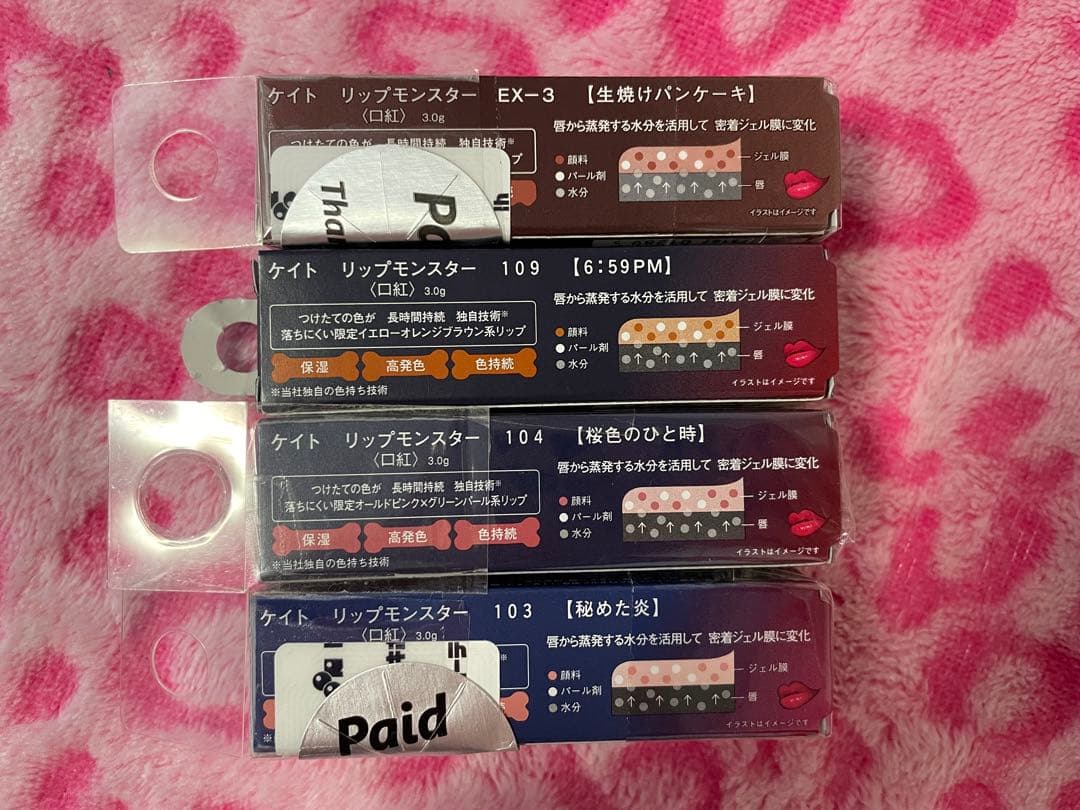 ケイト リップモンスター EX-3 【生焼けパンケーキ】
〈口紅〉 3.0g
つけたての色が 長時間持続 独自技術※
リップ
唇から蒸発する水分を活用して 密着ジェル膜に変化
顔料
パール剤
水分
ジェル膜
唇
イラストはイメージです
Than
Pa
ケイト リップモンスター 109 【6:59PM】
〈口紅〉 3.0g
つけたての色が 長時間持続 独自技術※
落ちにくい限定イエローオレンジブラウン系リップ
保湿 高発色 色持続
※当社独自の色持ち技術
唇から蒸発する水分を活用して 密着ジェル膜に変化
顔料
パール剤
水分
ジェル膜
唇
イラストはイメージです
ケイト リップモンスター 104 【桜色のひと時】
〈口紅〉 3.0g
つけたての色が 長時間持続 独自技術※
落ちにくい限定オールドピンク×グリーンパール系リップ
保湿 高発色 色持続
※当社独自の色持ち技術
唇から蒸発する水分を活用して 密着ジェル膜に変化
顔料
パール剤
水分
ジェル膜
唇
イラストはイメージです
ケイト リップモンスター 103 【秘めた炎】
〈口紅〉 3.0g
唇から蒸発する水分を活用して 密着ジェル膜に変化
顔料
パール剤
水分
ジェル膜
唇
イラストはイメージです
Paid